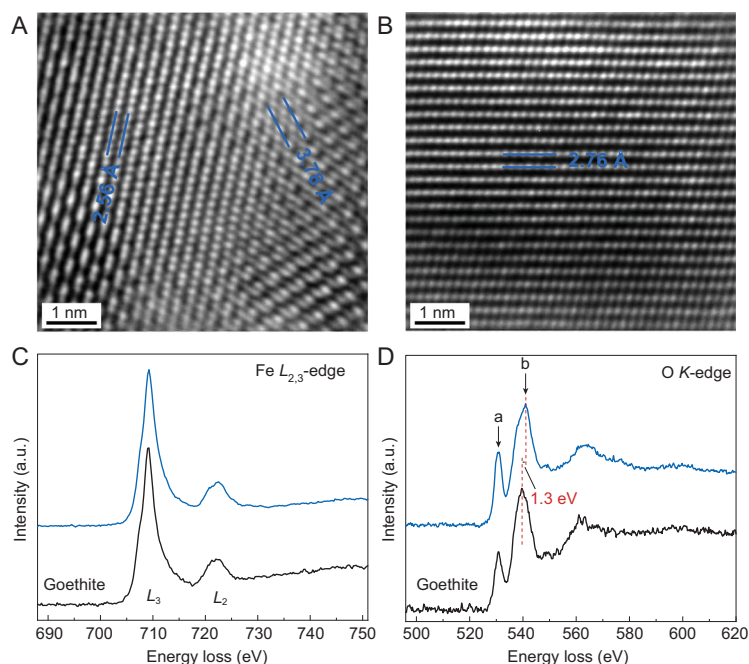 A
2.56 Å
3.78 Å
1 nm
B
2.76 Å
1 nm
C
Fe L2,3-edge
Intensity (a.u.)
Goethite
L3
L2
690 700 710 720 730 740 750
Energy loss (eV)
D
b
O K-edge
a
1.3 eV
Intensity (a.u.)
Goethite
500 520 540 560 580 600 620
Energy loss (eV)